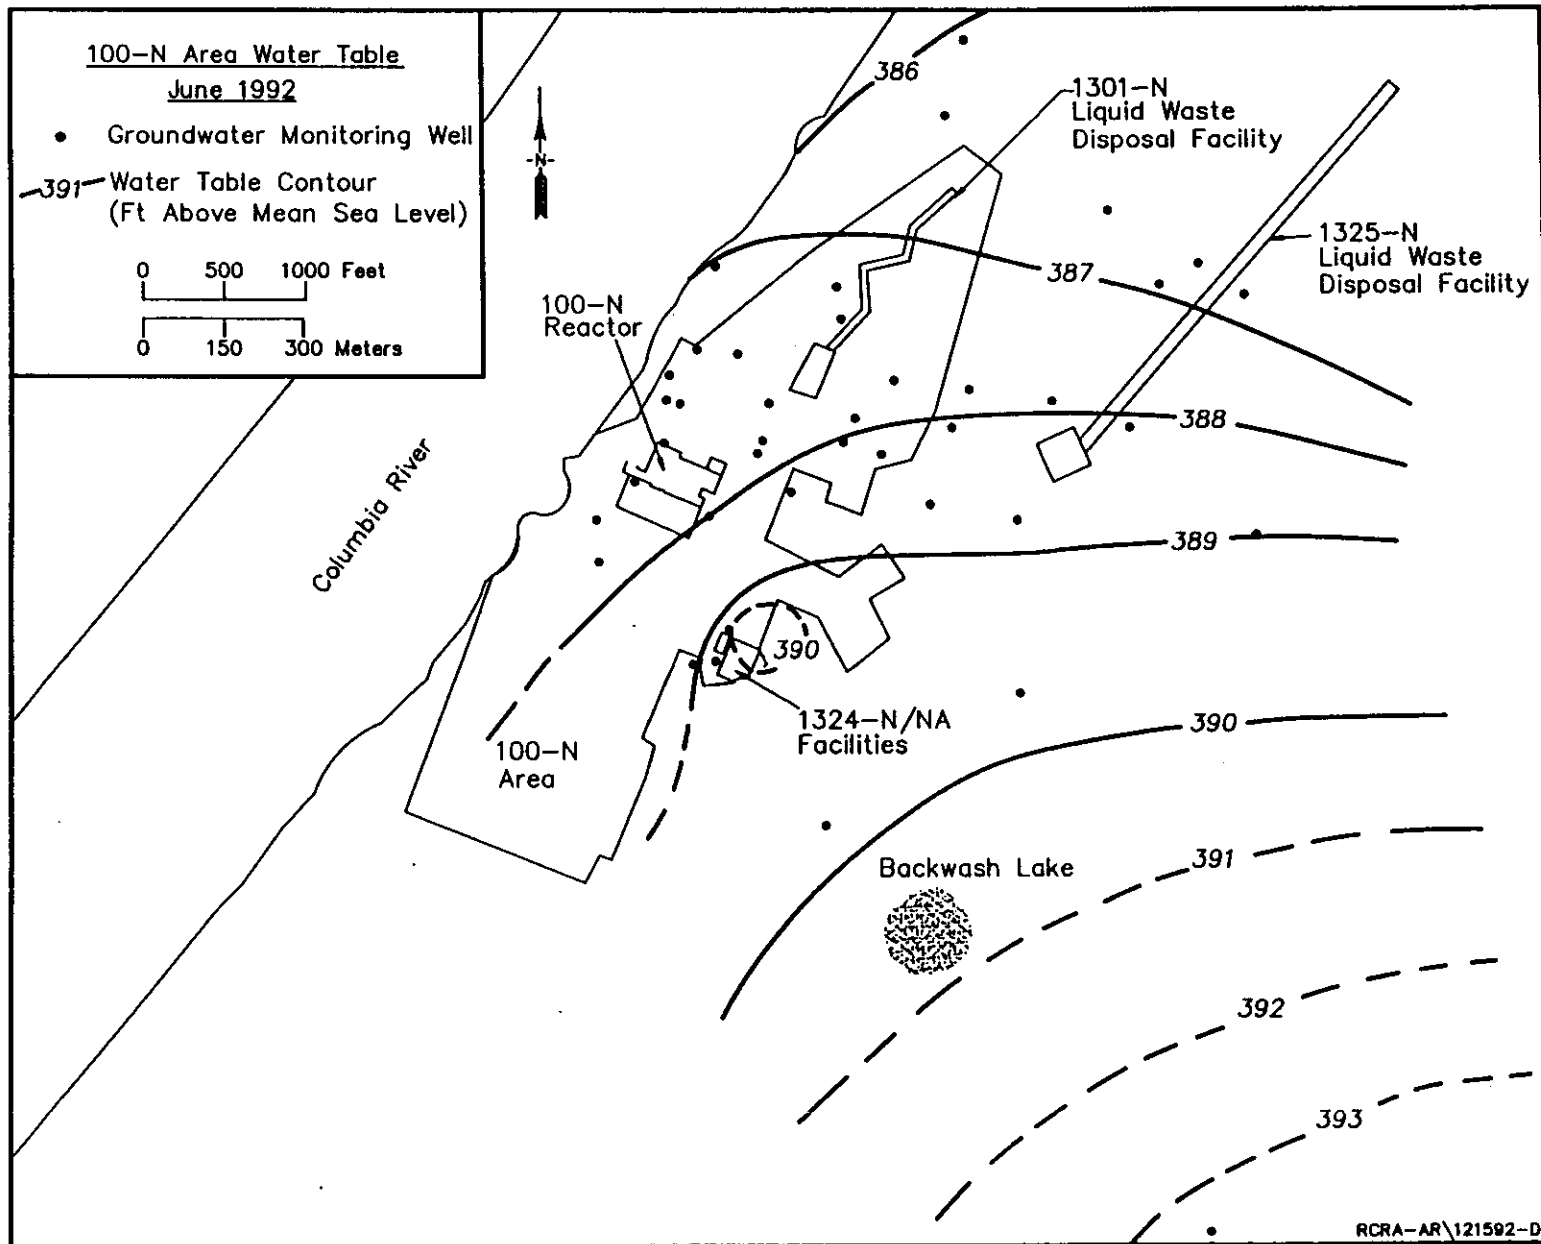 100-N Area Water Table
June 1992
Groundwater Monitoring Well
391 Water Table Contour
(Ft Above Mean Sea Level)
0 500 1000 Feet
0 150 300 Meters
-N-
386
1301-N
Liquid Waste
Disposal Facility
1325-N
Liquid Waste
Disposal Facility
387
100-N
Reactor
388
Columbia River
389
390
1324-N/NA
Facilities
390
100-N
Area
391
Backwash Lake
392
393
RCRA-AR\121592-D